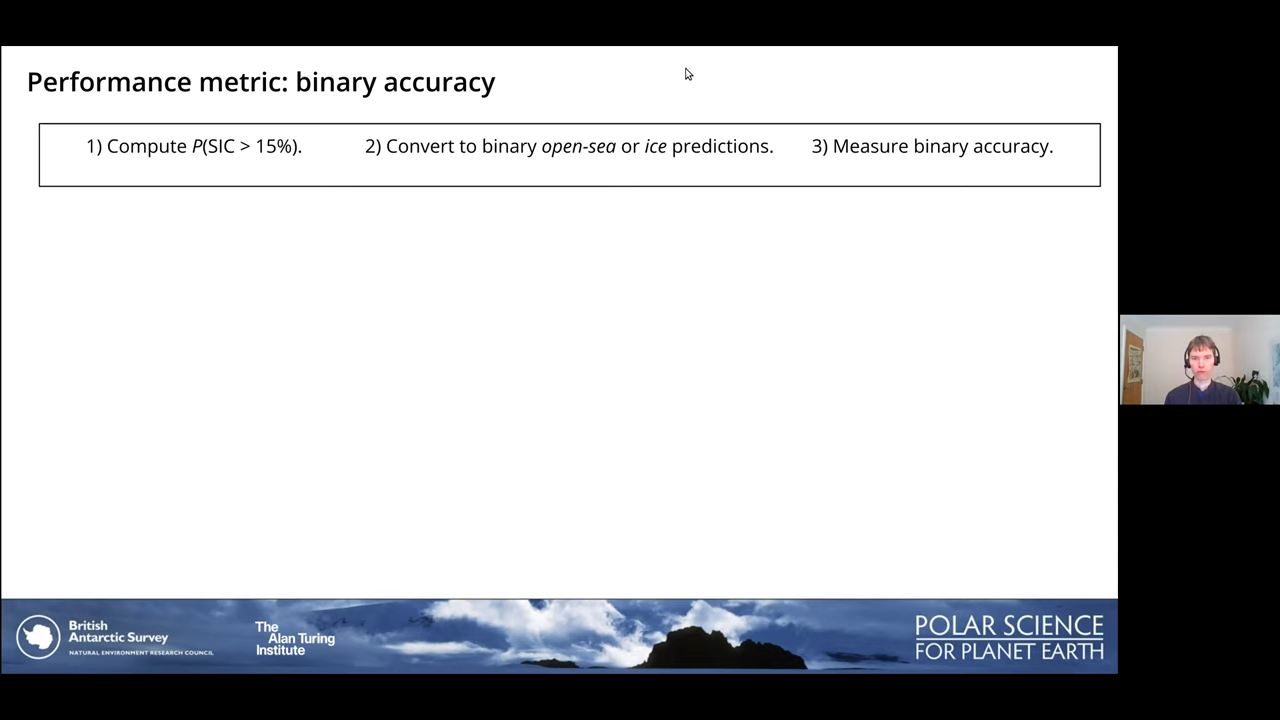 Performance metric: binary accuracy
1) Compute P(SIC > 15%). 2) Convert to binary open-sea or ice predictions. 3) Measure binary accuracy.
British
Antarctic Survey
NATURAL ENVIRONMENT RESEARCH COUNCIL
The
Alan Turing
Institute
POLAR SCIENCE
FOR PLANET EARTH